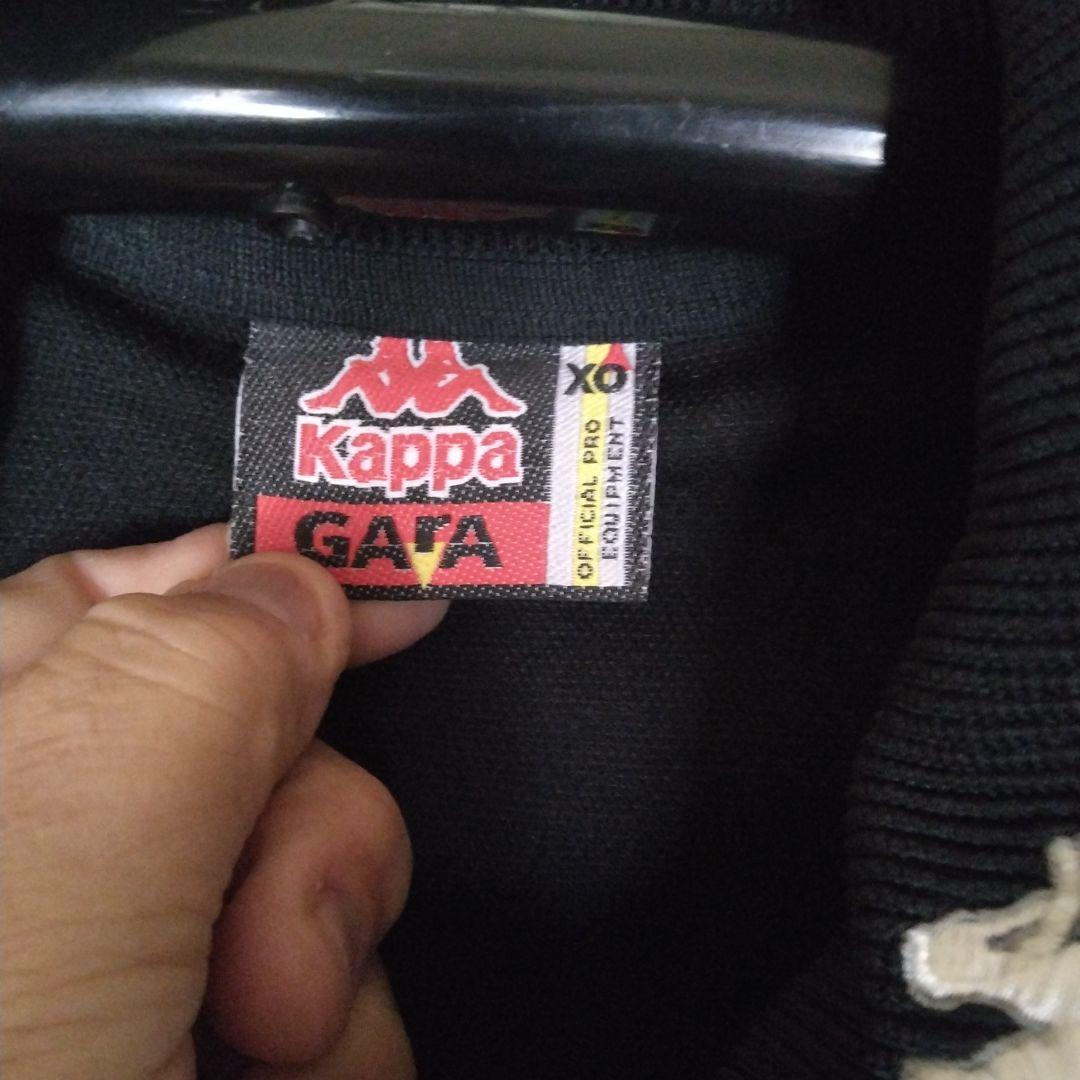 Kappa
GArA
XO
OFFICIAL PRO
EQUIPMENT